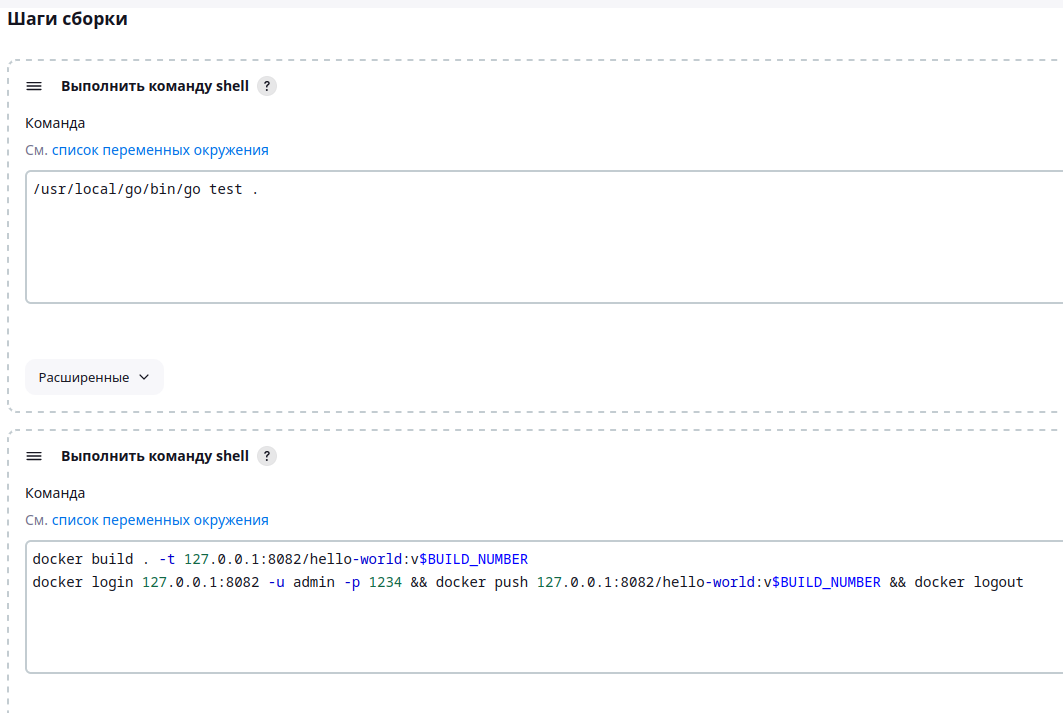 Шаги сборки
Выполнить команду shell ?
Команда
См. список переменных окружения
/usr/local/go/bin/go test .
Расширенные
Выполнить команду shell ?
Команда
См. список переменных окружения
docker build . -t 127.0.0.1:8082/hello-world:v$BUILD_NUMBER
docker login 127.0.0.1:8082 -u admin -p 1234 && docker push 127.0.0.1:8082/hello-world:v$BUILD_NUMBER && docker logout